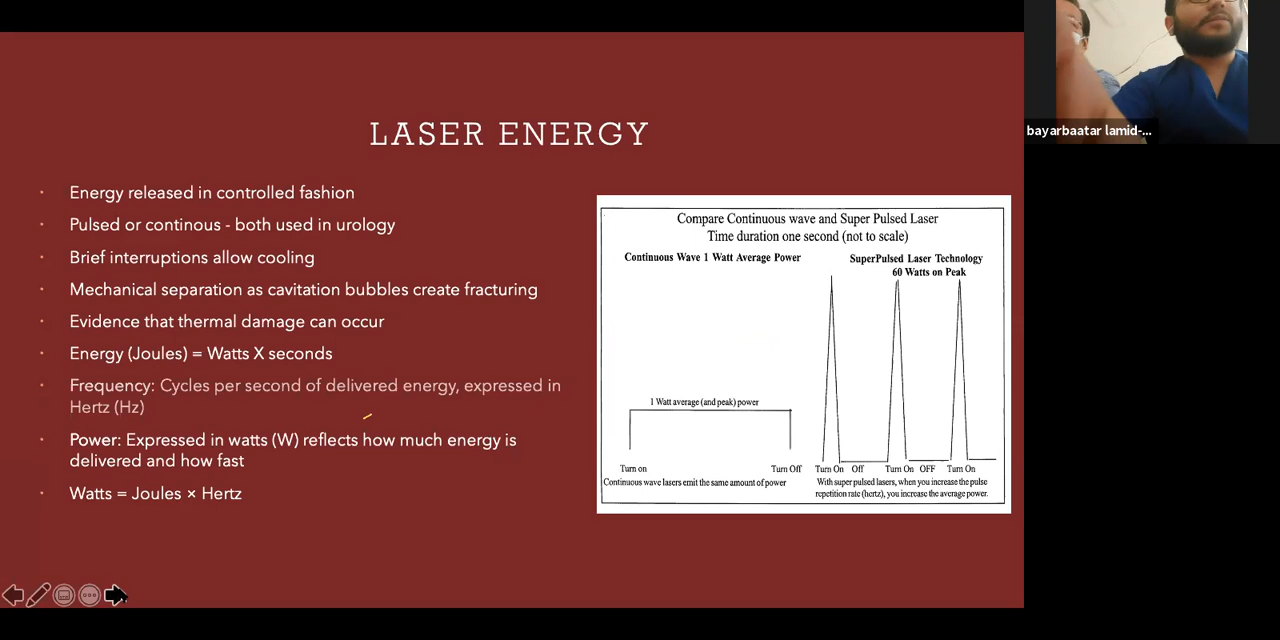 LASER ENERGY
Energy released in controlled fashion
Pulsed or continous - both used in urology
Brief interruptions allow cooling
Mechanical separation as cavitation bubbles create fracturing
Evidence that thermal damage can occur
Energy (Joules) = Watts X seconds
Frequency: Cycles per second of delivered energy, expressed in
Hertz (Hz)
Power: Expressed in watts (W) reflects how much energy is
delivered and how fast
Watts = Joules × Hertz
Compare Continuous wave and Super Pulsed Laser
Time duration one second (not to scale)
Continuous Wave 1 Watt Average Power
SuperPulsed Laser Technology
60 Watts on Peak
1 Watt average (and peak) power
Turn on
Turn Off
Turn On
Off
Turn On
OFF
Turn On
Continuous wave lasers emit the same amount of power
With super pulsed lasers, when you increase the pulse
repetition rate (hertz), you increase the average power.
bayarbaatar lamid-...